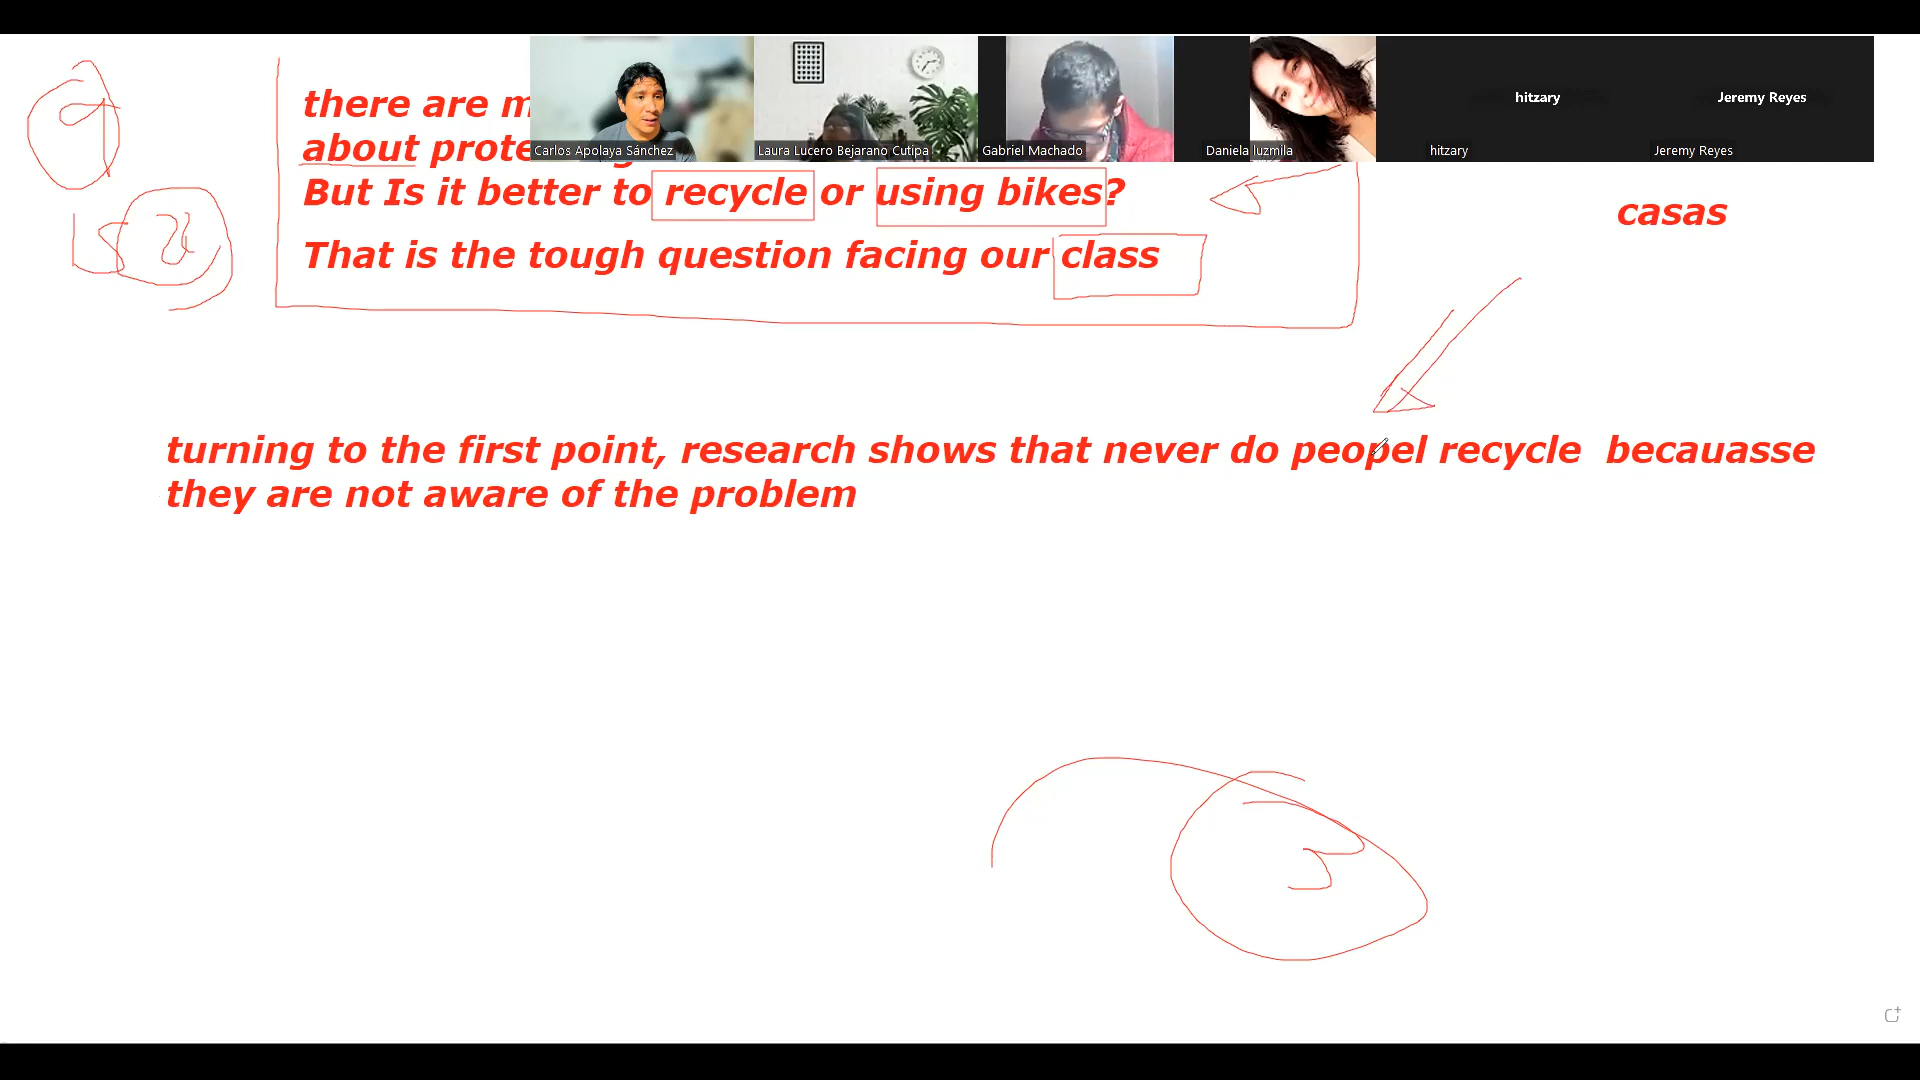 there are
about
But Is it better to recycle or using bikes?
That is the tough question facing our class
casas
turning to the first point, research shows that never do peopel recycle becauasse
they are not aware of the problem
Carlos Apolaya Sánchez
Laura Lucero Bejarano Cutipa
Gabriel Machado
Daniela luzmila
hitzary
hitzary
Jeremy Reyes
Jeremy Reyes